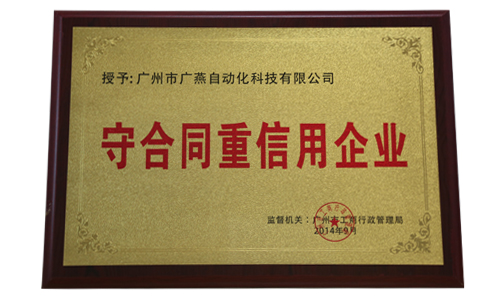 授予:广州市广燕自动化科技有限公司
守合同重信用企业
监督机关：广州市工商行政管理局
2014年9月